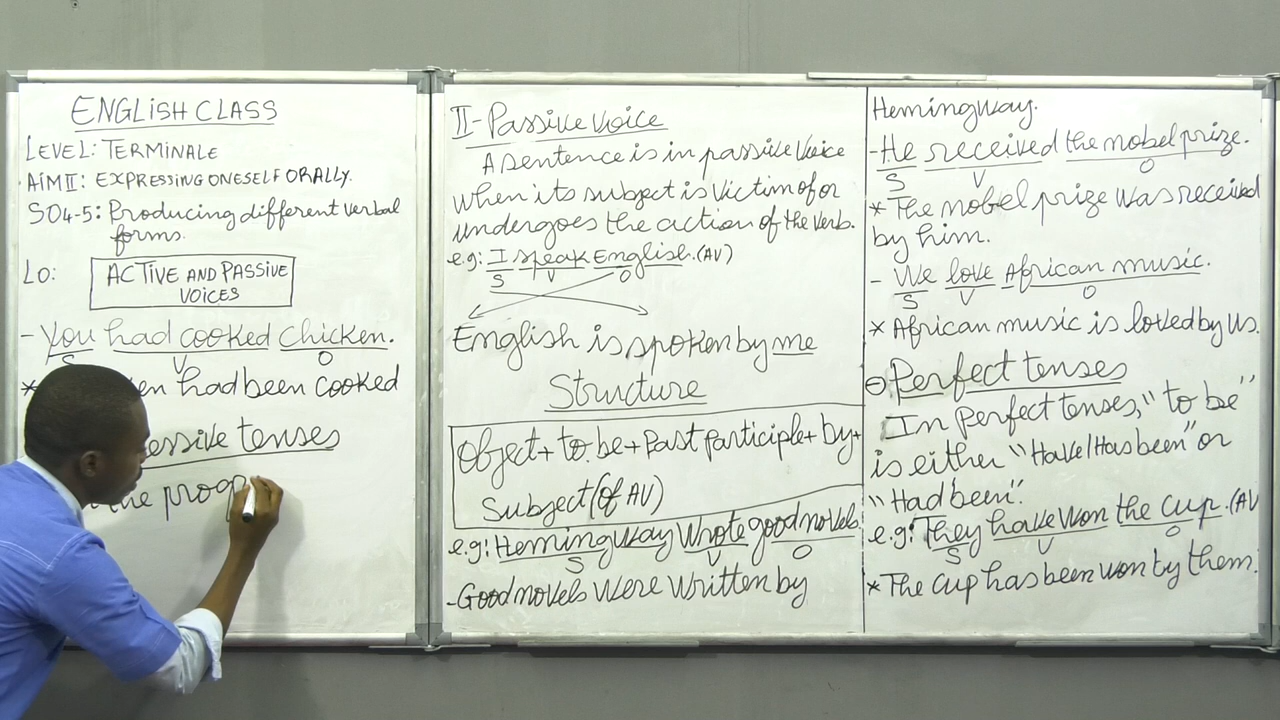 ENGLISH CLASS
LEVEL: TERMINALE
AIM II: EXPRESSING ONESELF ORALLY.
SO4-5: Producing different verbal
forms.
LO: ACTIVE AND PASSIVE
VOICES
- You had cooked chicken.
S V O
* had been cooked
tenses
the
II- Passive Voice
A sentence is in passive Voice
when its subject is victim of or
undergoes the action of the verb.
e.g: I speak English. (AV)
S V O
English is spoken by me
Structure
Object + to be + Past participle + by +
Subject (of AV)
e.g: Hemingway Wrote good novels
S V O
- Good novels were written by
Hemingway.
- He received the nobel prize.
S V O
* The nobel prize was received
by him.
- We love African music.
S V O
* African music is loved by us.
Perfect tenses
In Perfect tenses, "to be"
is either "Have/Has been" or
"Had been".
e.g: They have won the cup. (AV
S V O
* The cup has been won by them.